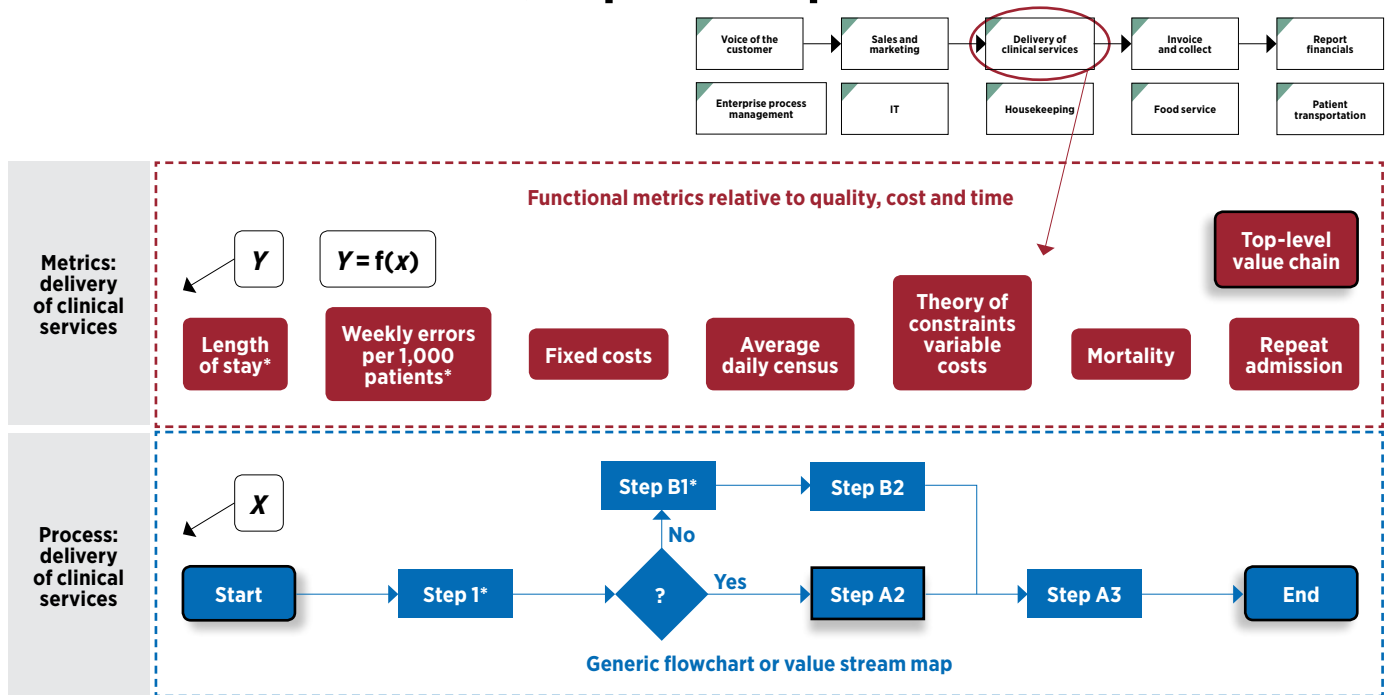 Voice of the
customer
Sales and
marketing
Delivery of
clinical services
Invoice
and collect
Report
financials
Enterprise process
management
IT
Housekeeping
Food service
Patient
transportation
Metrics:
delivery
of clinical
services
Functional metrics relative to quality, cost and time
Y
Y = f(x)
Top-level
value chain
Length
of stay*
Weekly errors
per 1,000
patients*
Fixed costs
Average
daily census
Theory of
constraints
variable
costs
Mortality
Repeat
admission
Process:
delivery
of clinical
services
X
Step B1*
Step B2
No
Start
Step 1*
?
Yes
Step A2
Step A3
End
Generic flowchart or value stream map